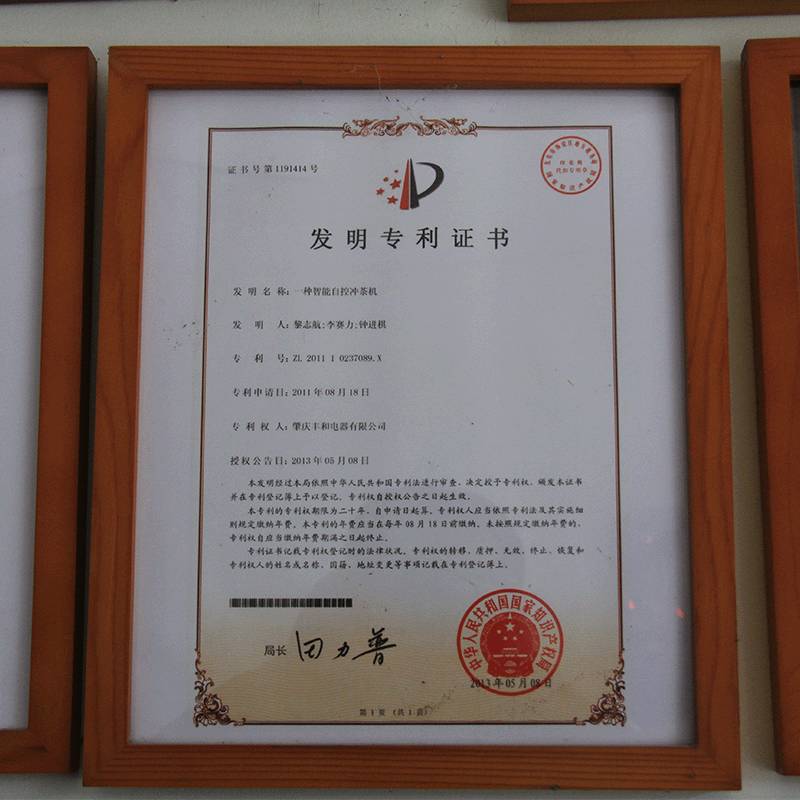 证书号第1191414号
印花税
代扣专用章
发明专利证书
发明名称：一种智能自控冲茶机
发明人：黎志航;李赛力;钟进棋
专利号：ZL 2011 1 0237089.X
专利申请日：2011年08月18日
专利权人：肇庆丰和电器有限公司
授权公告日：2013年05月08日
本发明经过本局依照中华人民共和国专利法进行审查，决定授予专利权，颁发本证书
并在专利登记簿上予以登记。专利权自授权公告之日起生效。
本专利的专利权期限为二十年，自申请日起算。专利权人应当依照专利法及其实施细
则规定缴纳年费。本专利的年费应当在每年08月18日前缴纳。未按照规定缴纳年费的，
专利权自应当缴纳年费期满之日起终止。
专利证书记载专利权登记时的法律状况。专利权的转移、质押、无效、终止、恢复和
专利权人的姓名或名称、国籍、地址变更等事项记载在专利登记簿上。
局长 田力普
中华人民共和国国家知识产权局
2013年05月08日
第1页（共1页）